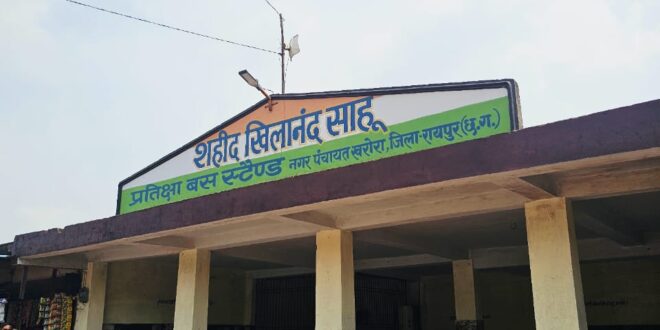 शहीद खिलानंद साहू
प्रतिक्षा बस स्टैण्ड नगर पंचायत खरोरा, जिला-रायपुर (छ.ग.)